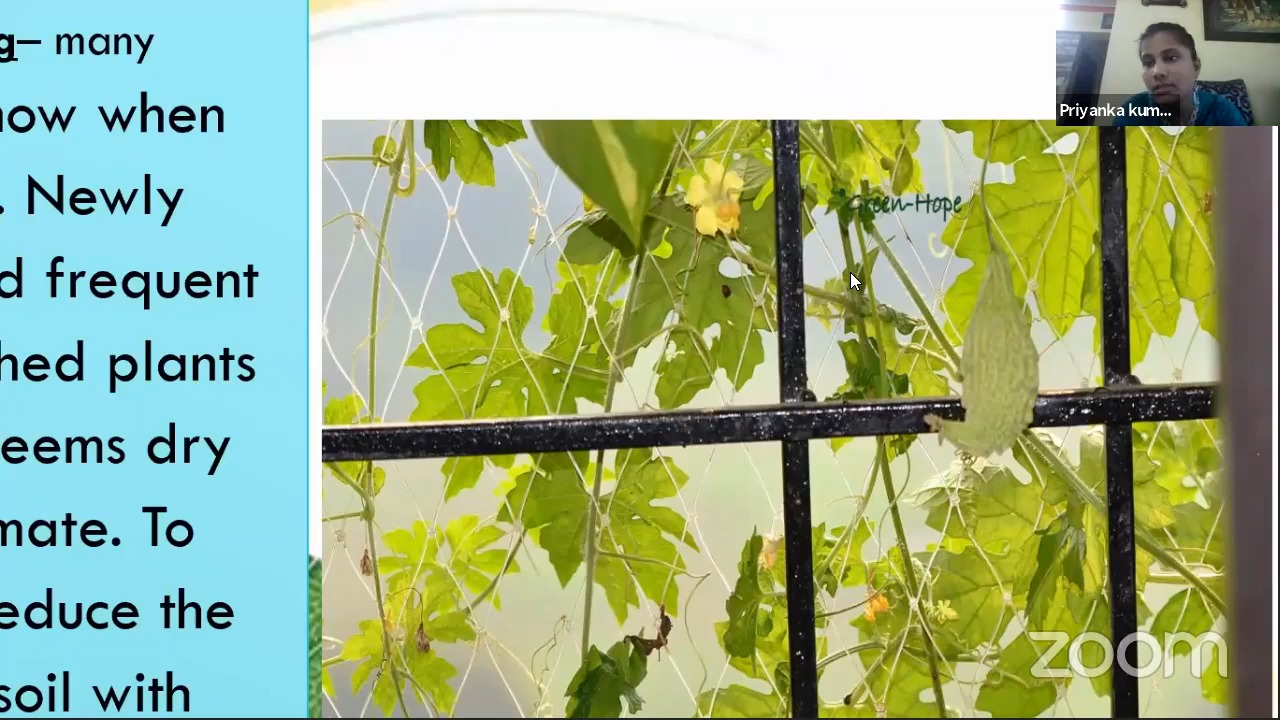 g– many
now when
. Newly
d frequent
hed plants
eems dry
mate. To
educe the
soil with
Priyanka kum...
Green-Hope
zoom